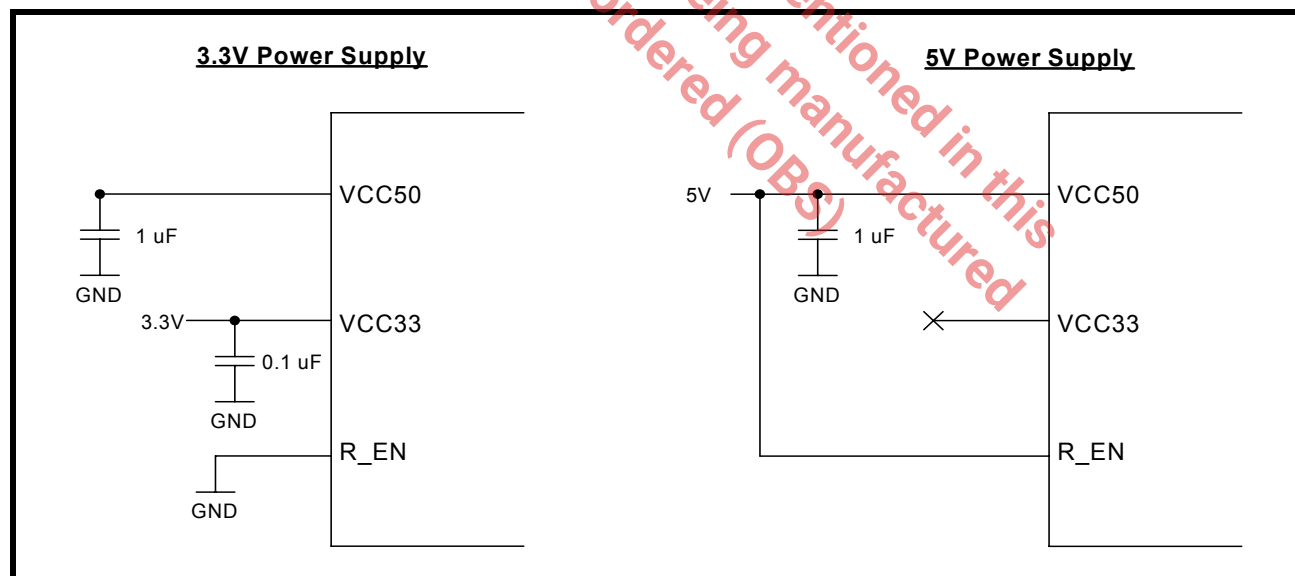 3.3V Power Supply
VCC50
1 uF
GND
3.3V
VCC33
0.1 uF
GND
R_EN
GND
5V Power Supply
5V
VCC50
1 uF
GND
VCC33
R_EN
mentioned in this
being manufactured
ordered (OBS)